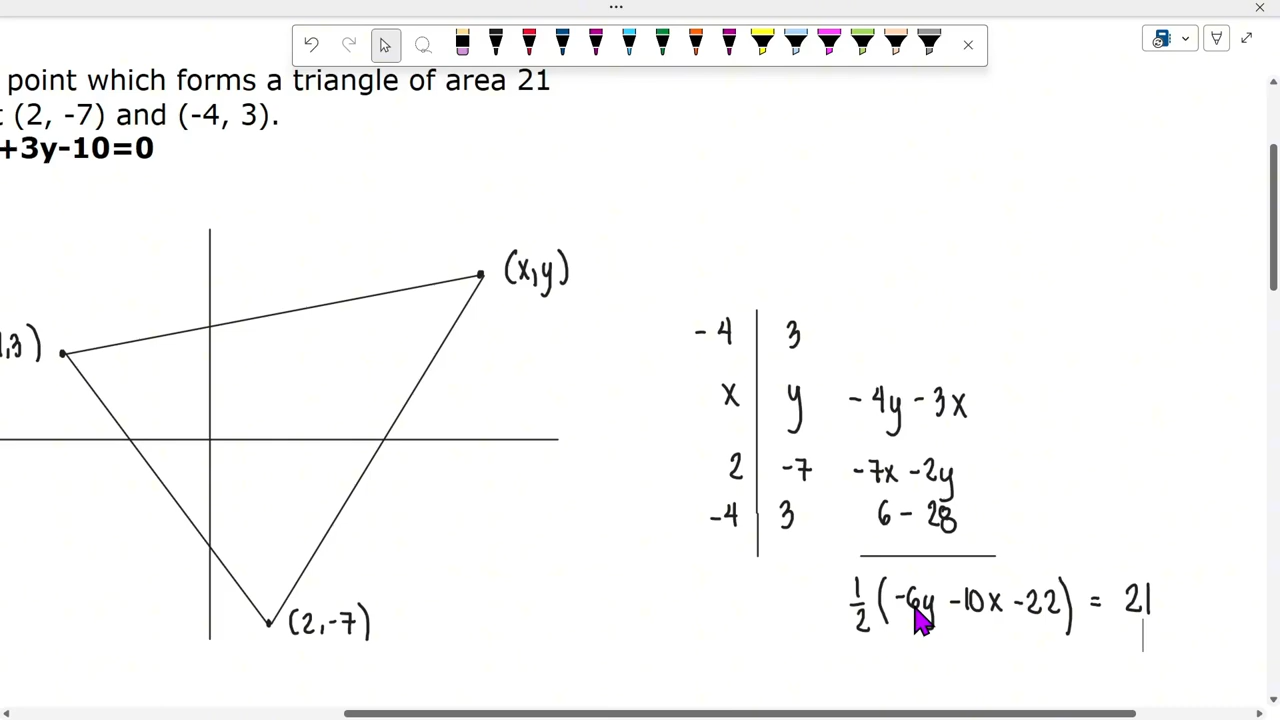 point which forms a triangle of area 21
(2, -7) and (-4, 3).
+3y-10=0
(x,y)
,3)
(2,-7)
-4 | 3
x | y -4y - 3x
2 | -7 -7x - 2y
-4 | 3 6 - 28
1/2 (-6y -10x -22) = 21